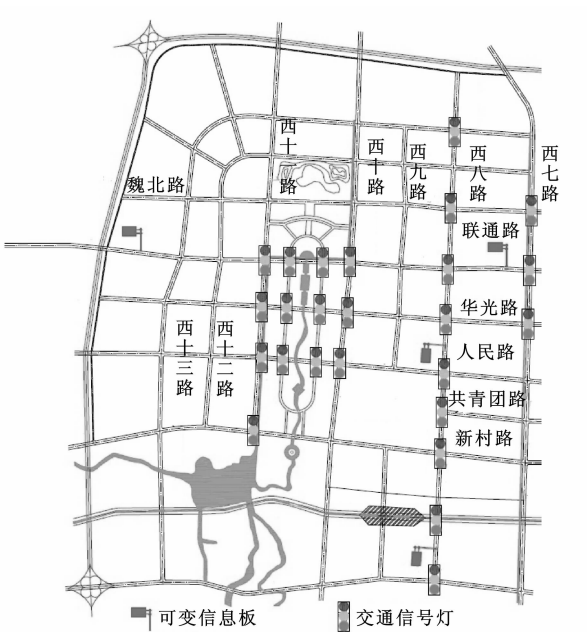 西十一路
西十路
西九路
西八路
西七路
魏北路
联通路
华光路
西十三路
西十二路
人民路
共青团路
新村路
可变信息板
交通信号灯